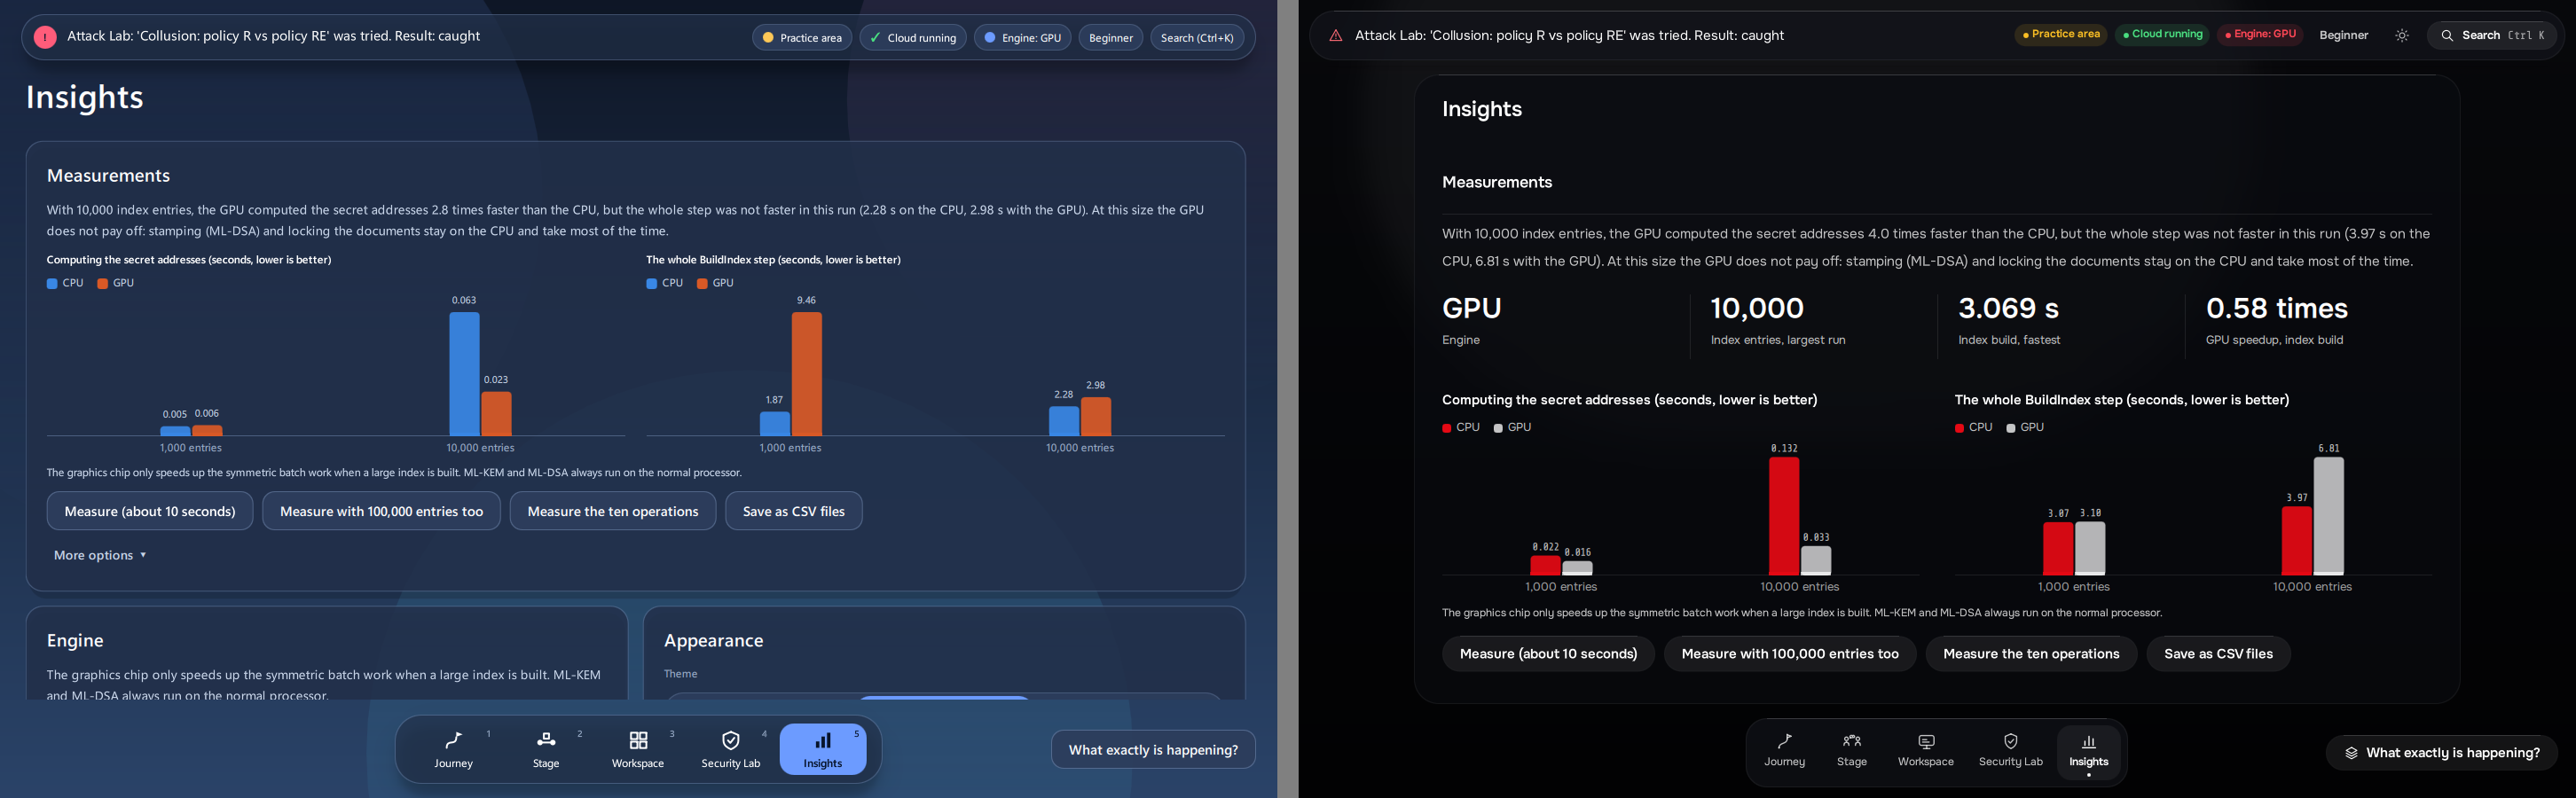 ! Attack Lab: 'Collusion: policy R vs policy RE' was tried. Result: caught
Practice area
Cloud running
Engine: GPU
Beginner
Search (Ctrl+K)
Insights
Measurements
With 10,000 index entries, the GPU computed the secret addresses 2.8 times faster than the CPU, but the whole step was not faster in this run (2.28 s on the CPU, 2.98 s with the GPU). At this size the GPU
does not pay off: stamping (ML-DSA) and locking the documents stay on the CPU and take most of the time.
Computing the secret addresses (seconds, lower is better)
CPU GPU
0.063
0.023
0.005 0.006
1,000 entries 10,000 entries
The whole BuildIndex step (seconds, lower is better)
CPU GPU
9.46
2.98
2.28
1.87
1,000 entries 10,000 entries
The graphics chip only speeds up the symmetric batch work when a large index is built. ML-KEM and ML-DSA always run on the normal processor.
Measure (about 10 seconds)
Measure with 100,000 entries too
Measure the ten operations
Save as CSV files
More options
Engine
The graphics chip only speeds up the symmetric batch work when a large index is built. ML-KEM
and ML-DSA always run on the normal processor.
Appearance
Theme
Journey 1
Stage 2
Workspace 3
Security Lab 4
Insights 5
What exactly is happening?
Attack Lab: 'Collusion: policy R vs policy RE' was tried. Result: caught
Practice area
Cloud running
Engine: GPU
Beginner
Search Ctrl K
Insights
Measurements
With 10,000 index entries, the GPU computed the secret addresses 4.0 times faster than the CPU, but the whole step was not faster in this run (3.97 s on the
CPU, 6.81 s with the GPU). At this size the GPU does not pay off: stamping (ML-DSA) and locking the documents stay on the CPU and take most of the time.
GPU
Engine
10,000
Index entries, largest run
3.069 s
Index build, fastest
0.58 times
GPU speedup, index build
Computing the secret addresses (seconds, lower is better)
CPU GPU
0.132
0.033
0.022 0.016
1,000 entries 10,000 entries
The whole BuildIndex step (seconds, lower is better)
CPU GPU
6.81
3.97
3.07 3.10
1,000 entries 10,000 entries
The graphics chip only speeds up the symmetric batch work when a large index is built. ML-KEM and ML-DSA always run on the normal processor.
Measure (about 10 seconds)
Measure with 100,000 entries too
Measure the ten operations
Save as CSV files
Journey
Stage
Workspace
Security Lab
Insights
What exactly is happening?